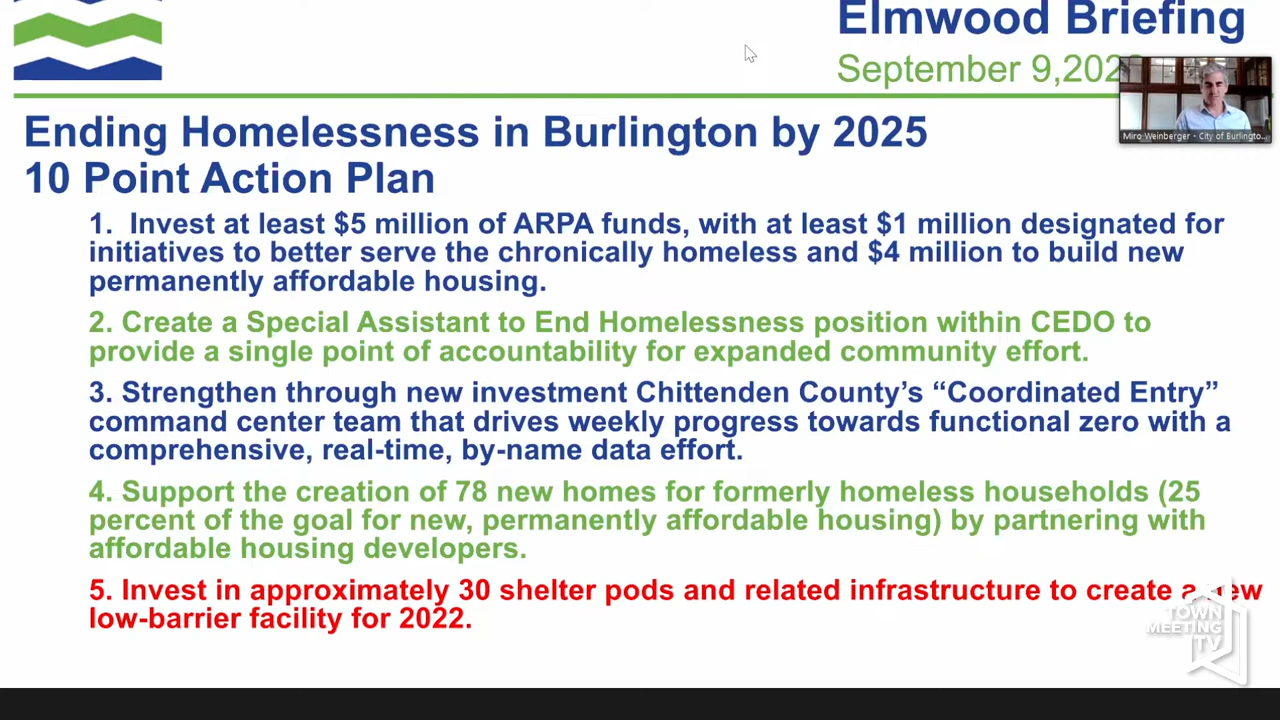 Elmwood Briefing
September 9,202
Miro Weinberger - City of Burlingto...
Ending Homelessness in Burlington by 2025
10 Point Action Plan
1. Invest at least $5 million of ARPA funds, with at least $1 million designated for
initiatives to better serve the chronically homeless and $4 million to build new
permanently affordable housing.
2. Create a Special Assistant to End Homelessness position within CEDO to
provide a single point of accountability for expanded community effort.
3. Strengthen through new investment Chittenden County’s “Coordinated Entry”
command center team that drives weekly progress towards functional zero with a
comprehensive, real-time, by-name data effort.
4. Support the creation of 78 new homes for formerly homeless households (25
percent of the goal for new, permanently affordable housing) by partnering with
affordable housing developers.
5. Invest in approximately 30 shelter pods and related infrastructure to create a new
low-barrier facility for 2022.
TOWN
MEETING
TV